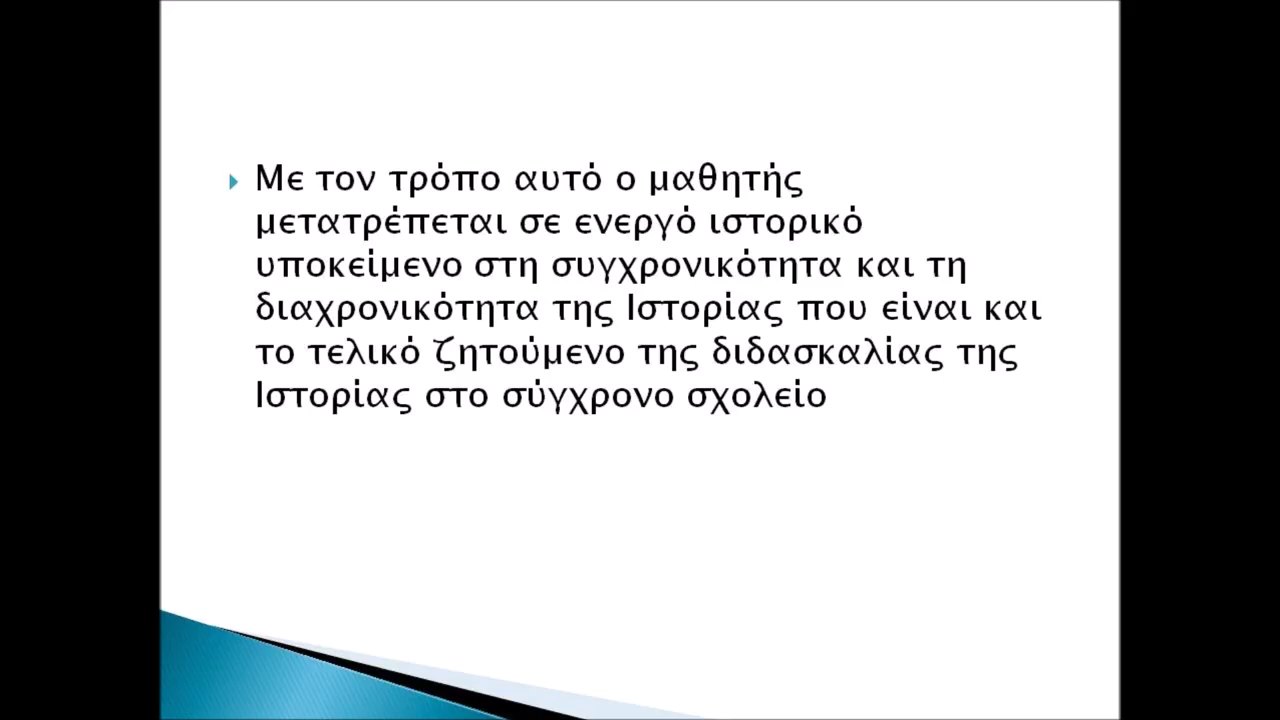 Με τον τρόπο αυτό ο μαθητής
μετατρέπεται σε ενεργό ιστορικό
υποκείμενο στη συγχρονικότητα και τη
διαχρονικότητα της Ιστορίας που είναι και
το τελικό ζητούμενο της διδασκαλίας της
Ιστορίας στο σύγχρονο σχολείο